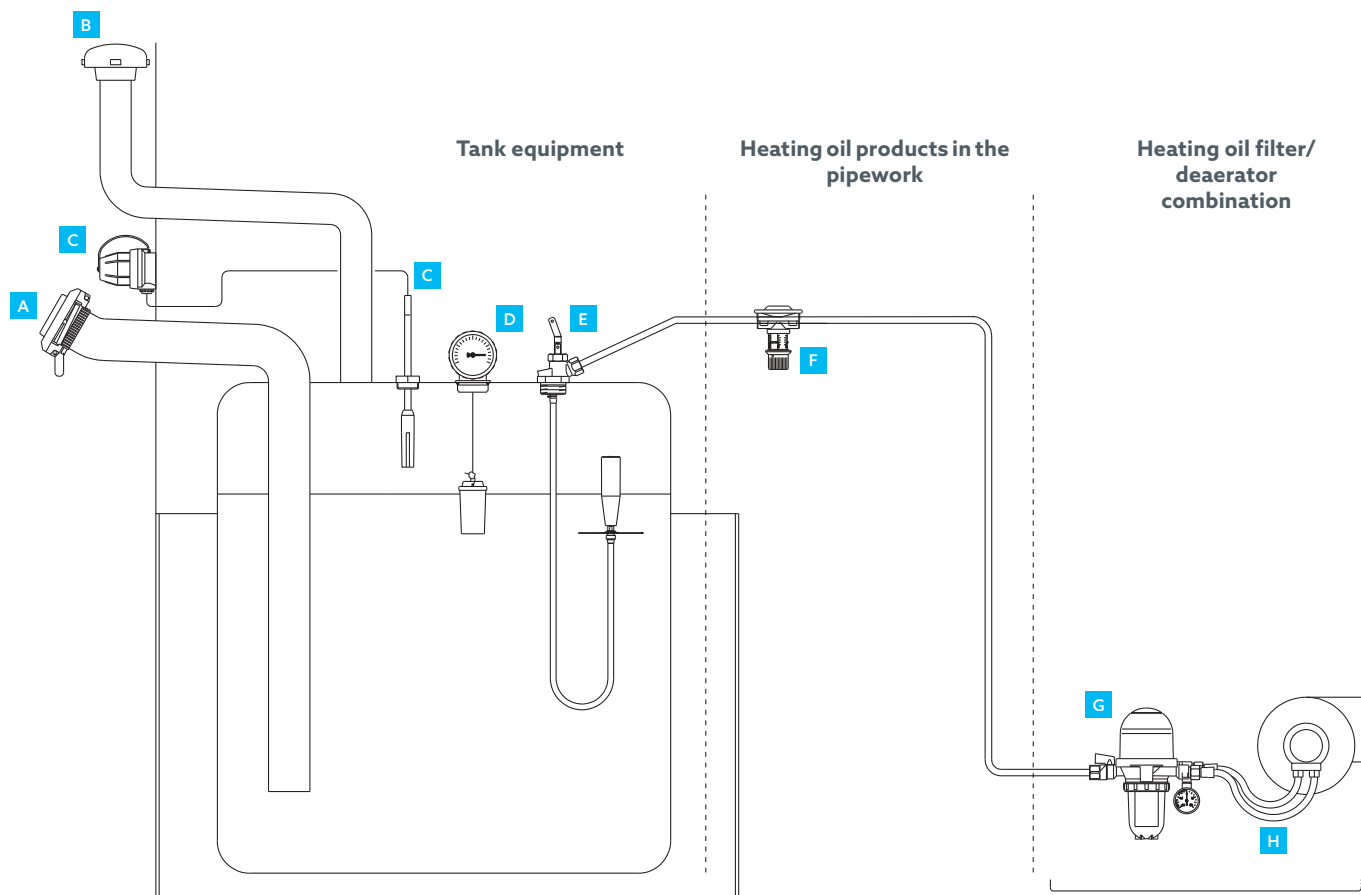 B
Tank equipment
Heating oil products in the
pipework
Heating oil filter/
deaerator
combination
C
C
A
D
E
F
G
H